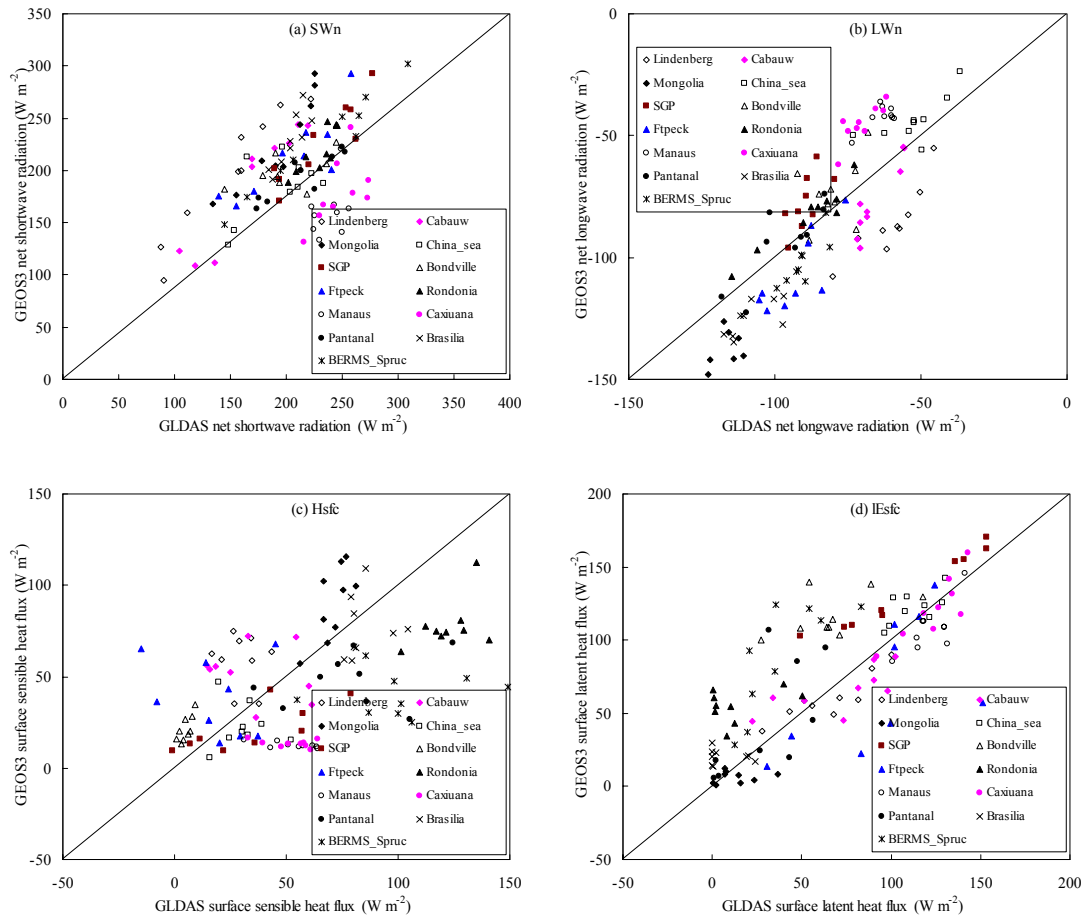 (a) SWn
GEOS3 net shortwave radiation (W m-2)
350
300
250
200
150
100
50
0
Lindenberg Cabauw
Mongolia China_sea
SGP Bondville
Ftpeck Rondonia
Manaus Caxiuana
Pantanal Brasilia
BERMS_Spruc
0 100 200 300 400
50 150 250 350
GLDAS net shortwave radiation (W m-2)
(b) LWn
GEOS3 net longwave radiation (W m-2)
0
-50
-100
-150
Lindenberg Cabauw
Mongolia China_sea
SGP Bondville
Ftpeck Rondonia
Manaus Caxiuana
Pantanal Brasilia
BERMS_Spruc
-150 -100 -50 0
GLDAS net longwave radiation (W m-2)
(c) Hsfc
GEOS3 surface sensible heat flux (W m-2)
150
100
50
0
-50
Lindenberg Cabauw
Mongolia China_sea
SGP Bondville
Ftpeck Rondonia
Manaus Caxiuana
Pantanal Brasilia
BERMS_Spruc
-50 0 50 100 150
GLDAS surface sensible heat flux (W m-2)
(d) lEsfc
GEOS3 surface latent heat flux (W m-2)
200
150
100
50
0
-50
Lindenberg Cabauw
Mongolia China_sea
SGP Bondville
Ftpeck Rondonia
Manaus Caxiuana
Pantanal Brasilia
BERMS_Spruc
-50 0 50 100 150 200
GLDAS surface latent heat flux (W m-2)